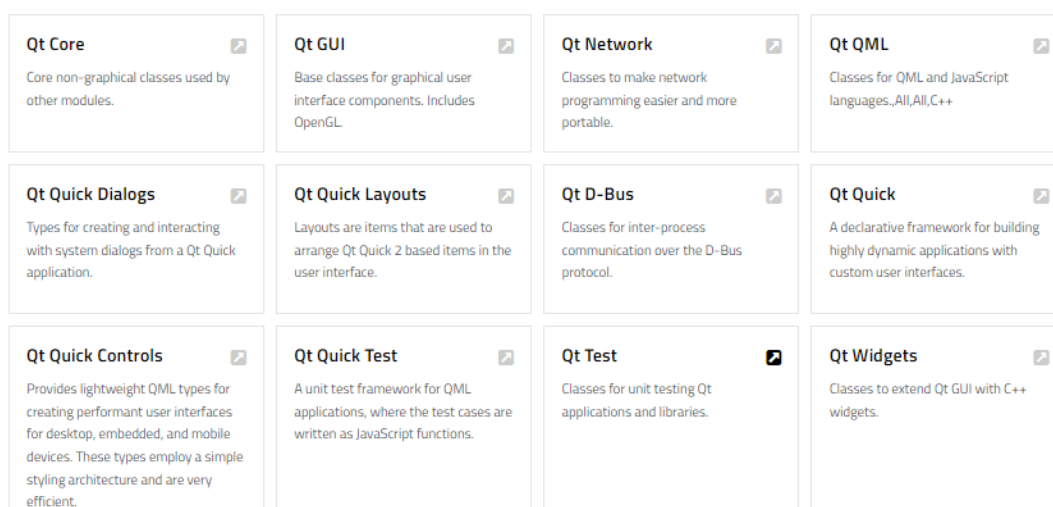 Qt Core
Core non-graphical classes used by
other modules.
Qt GUI
Base classes for graphical user
interface components. Includes
OpenGL.
Qt Network
Classes to make network
programming easier and more
portable.
Qt QML
Classes for QML and JavaScript
languages.,All,All,C++
Qt Quick Dialogs
Types for creating and interacting
with system dialogs from a Qt Quick
application.
Qt Quick Layouts
Layouts are items that are used to
arrange Qt Quick 2 based items in the
user interface.
Qt D-Bus
Classes for inter-process
communication over the D-Bus
protocol.
Qt Quick
A declarative framework for building
highly dynamic applications with
custom user interfaces.
Qt Quick Controls
Provides lightweight QML types for
creating performant user interfaces
for desktop, embedded, and mobile
devices. These types employ a simple
styling architecture and are very
efficient.
Qt Quick Test
A unit test framework for QML
applications, where the test cases are
written as JavaScript functions.
Qt Test
Classes for unit testing Qt
applications and libraries.
Qt Widgets
Classes to extend Qt GUI with C++
widgets.